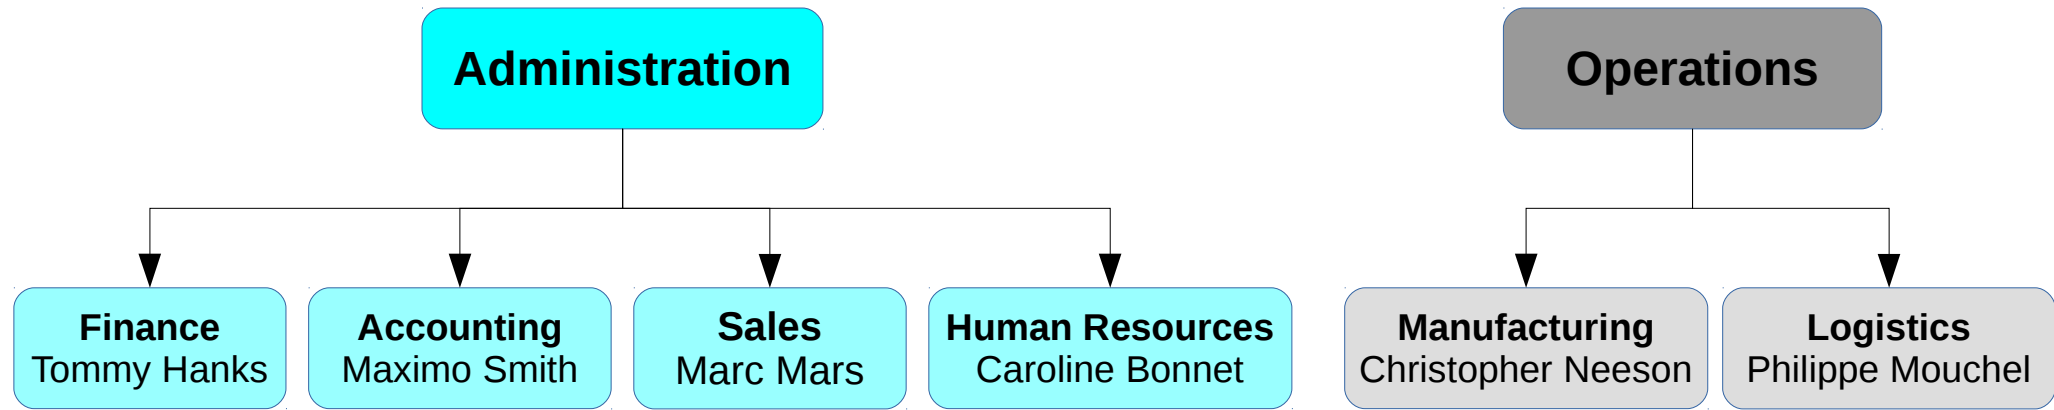 Administration
Operations
Finance
Tommy Hanks
Accounting
Maximo Smith
Sales
Marc Mars
Human Resources
Caroline Bonnet
Manufacturing
Christopher Neeson
Logistics
Philippe Mouchel